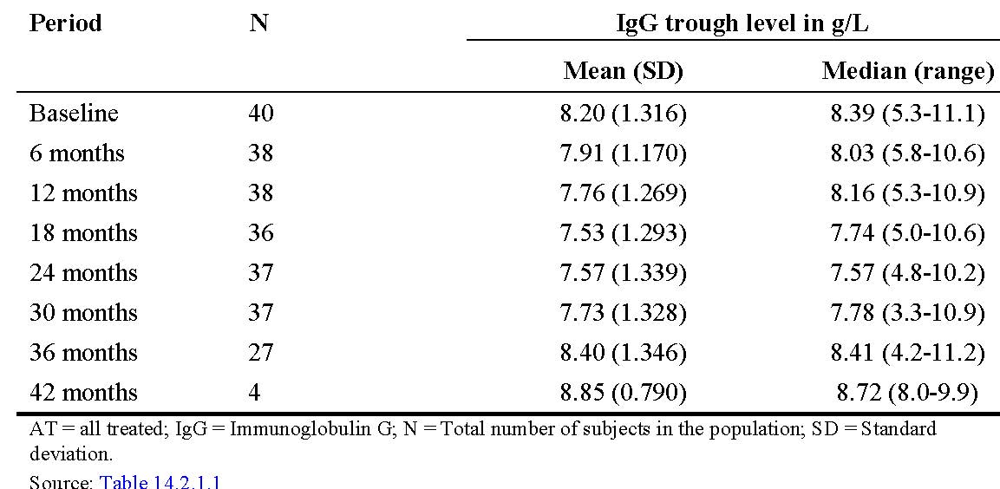 Period N IgG trough level in g/L
Mean (SD) Median (range)
Baseline 40 8.20 (1.316) 8.39 (5.3-11.1)
6 months 38 7.91 (1.170) 8.03 (5.8-10.6)
12 months 38 7.76 (1.269) 8.16 (5.3-10.9)
18 months 36 7.53 (1.293) 7.74 (5.0-10.6)
24 months 37 7.57 (1.339) 7.57 (4.8-10.2)
30 months 37 7.73 (1.328) 7.78 (3.3-10.9)
36 months 27 8.40 (1.346) 8.41 (4.2-11.2)
42 months 4 8.85 (0.790) 8.72 (8.0-9.9)
AT = all treated; IgG = Immunoglobulin G; N = Total number of subjects in the population; SD = Standard
deviation.
Source: Table 14.2.1.1